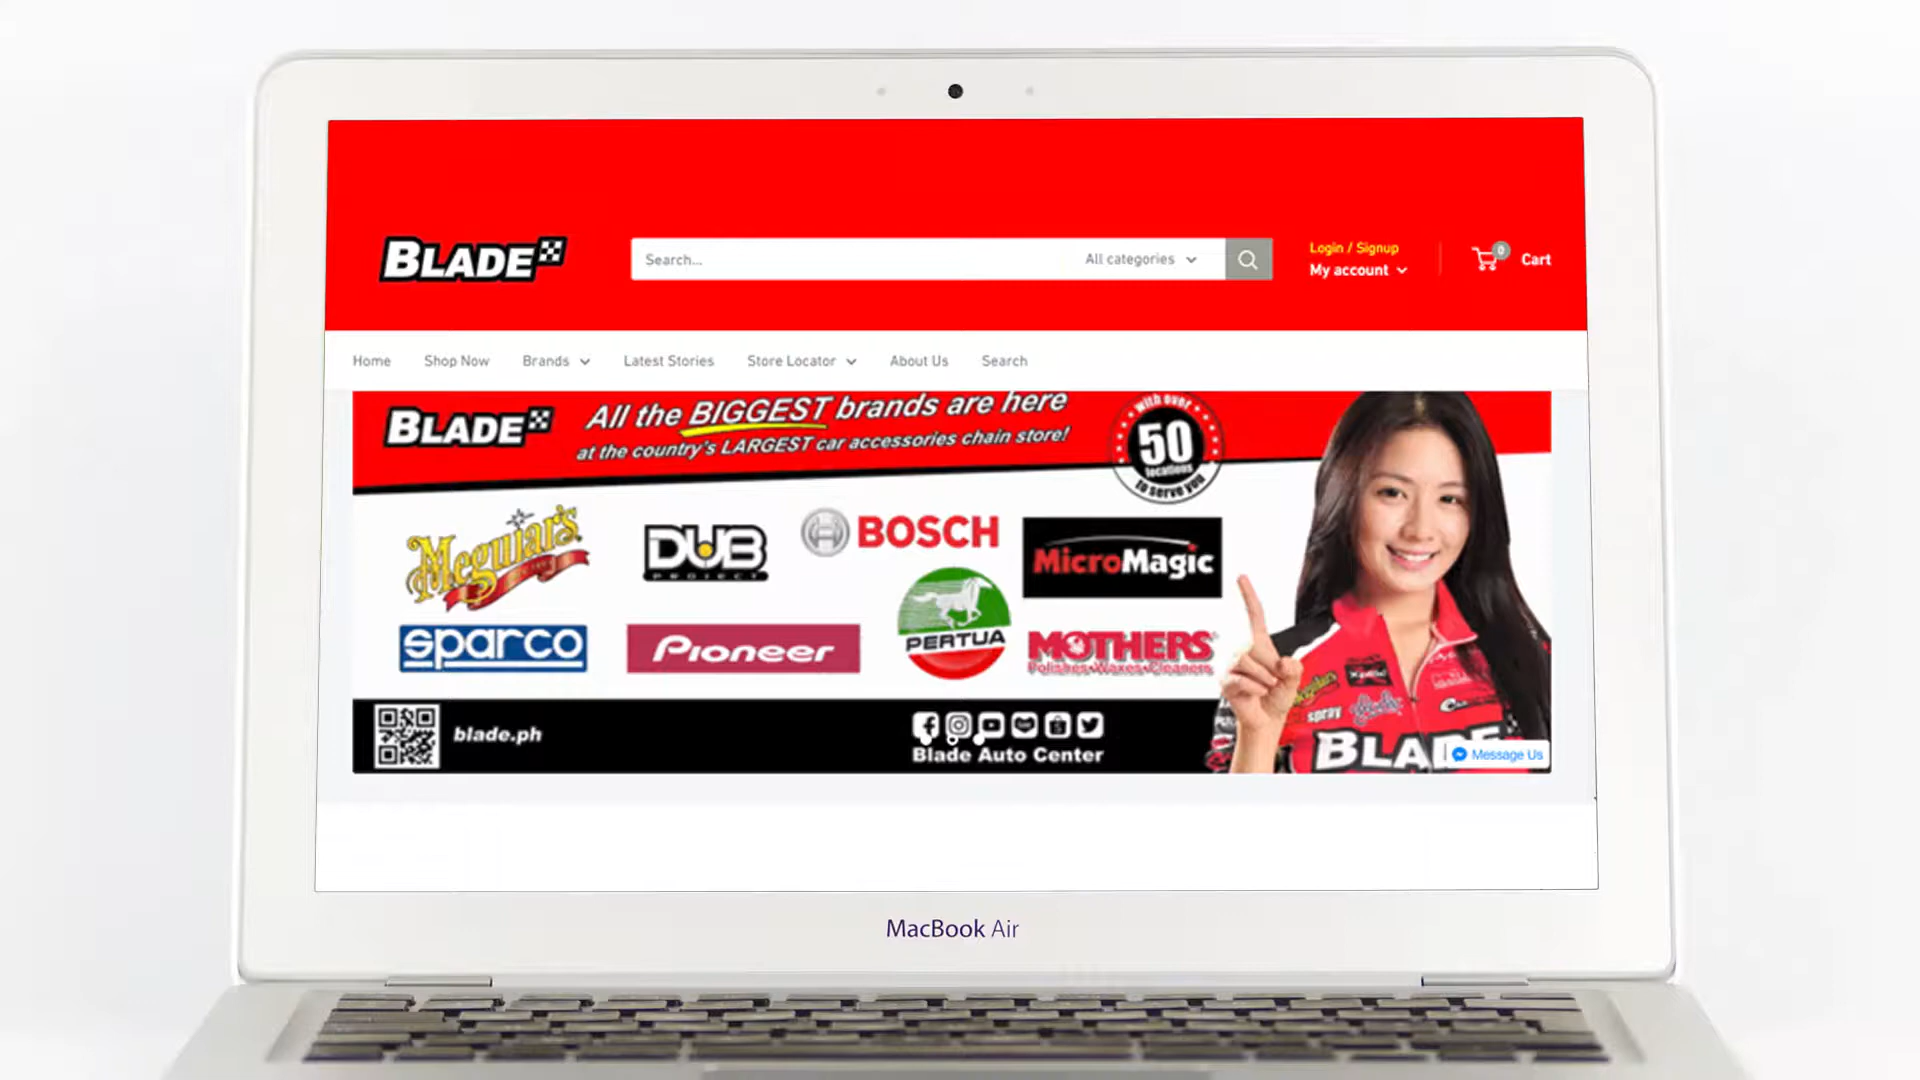 BLADE
Search...
All categories
Login / Signup
My account
0
Cart
Home
Shop Now
Brands
Latest Stories
Store Locator
About Us
Search
BLADE
All the BIGGEST brands are here
at the country's LARGEST car accessories chain store!
with over
50
locations
to serve you
Meguiar's
DUB
PROJECT
BOSCH
MicroMagic
sparco
Pioneer
PERTUA
MOTHERS
Polishes•Waxes•Cleaners
blade.ph
Blade Auto Center
spray
BLADE
Message Us
MacBook Air